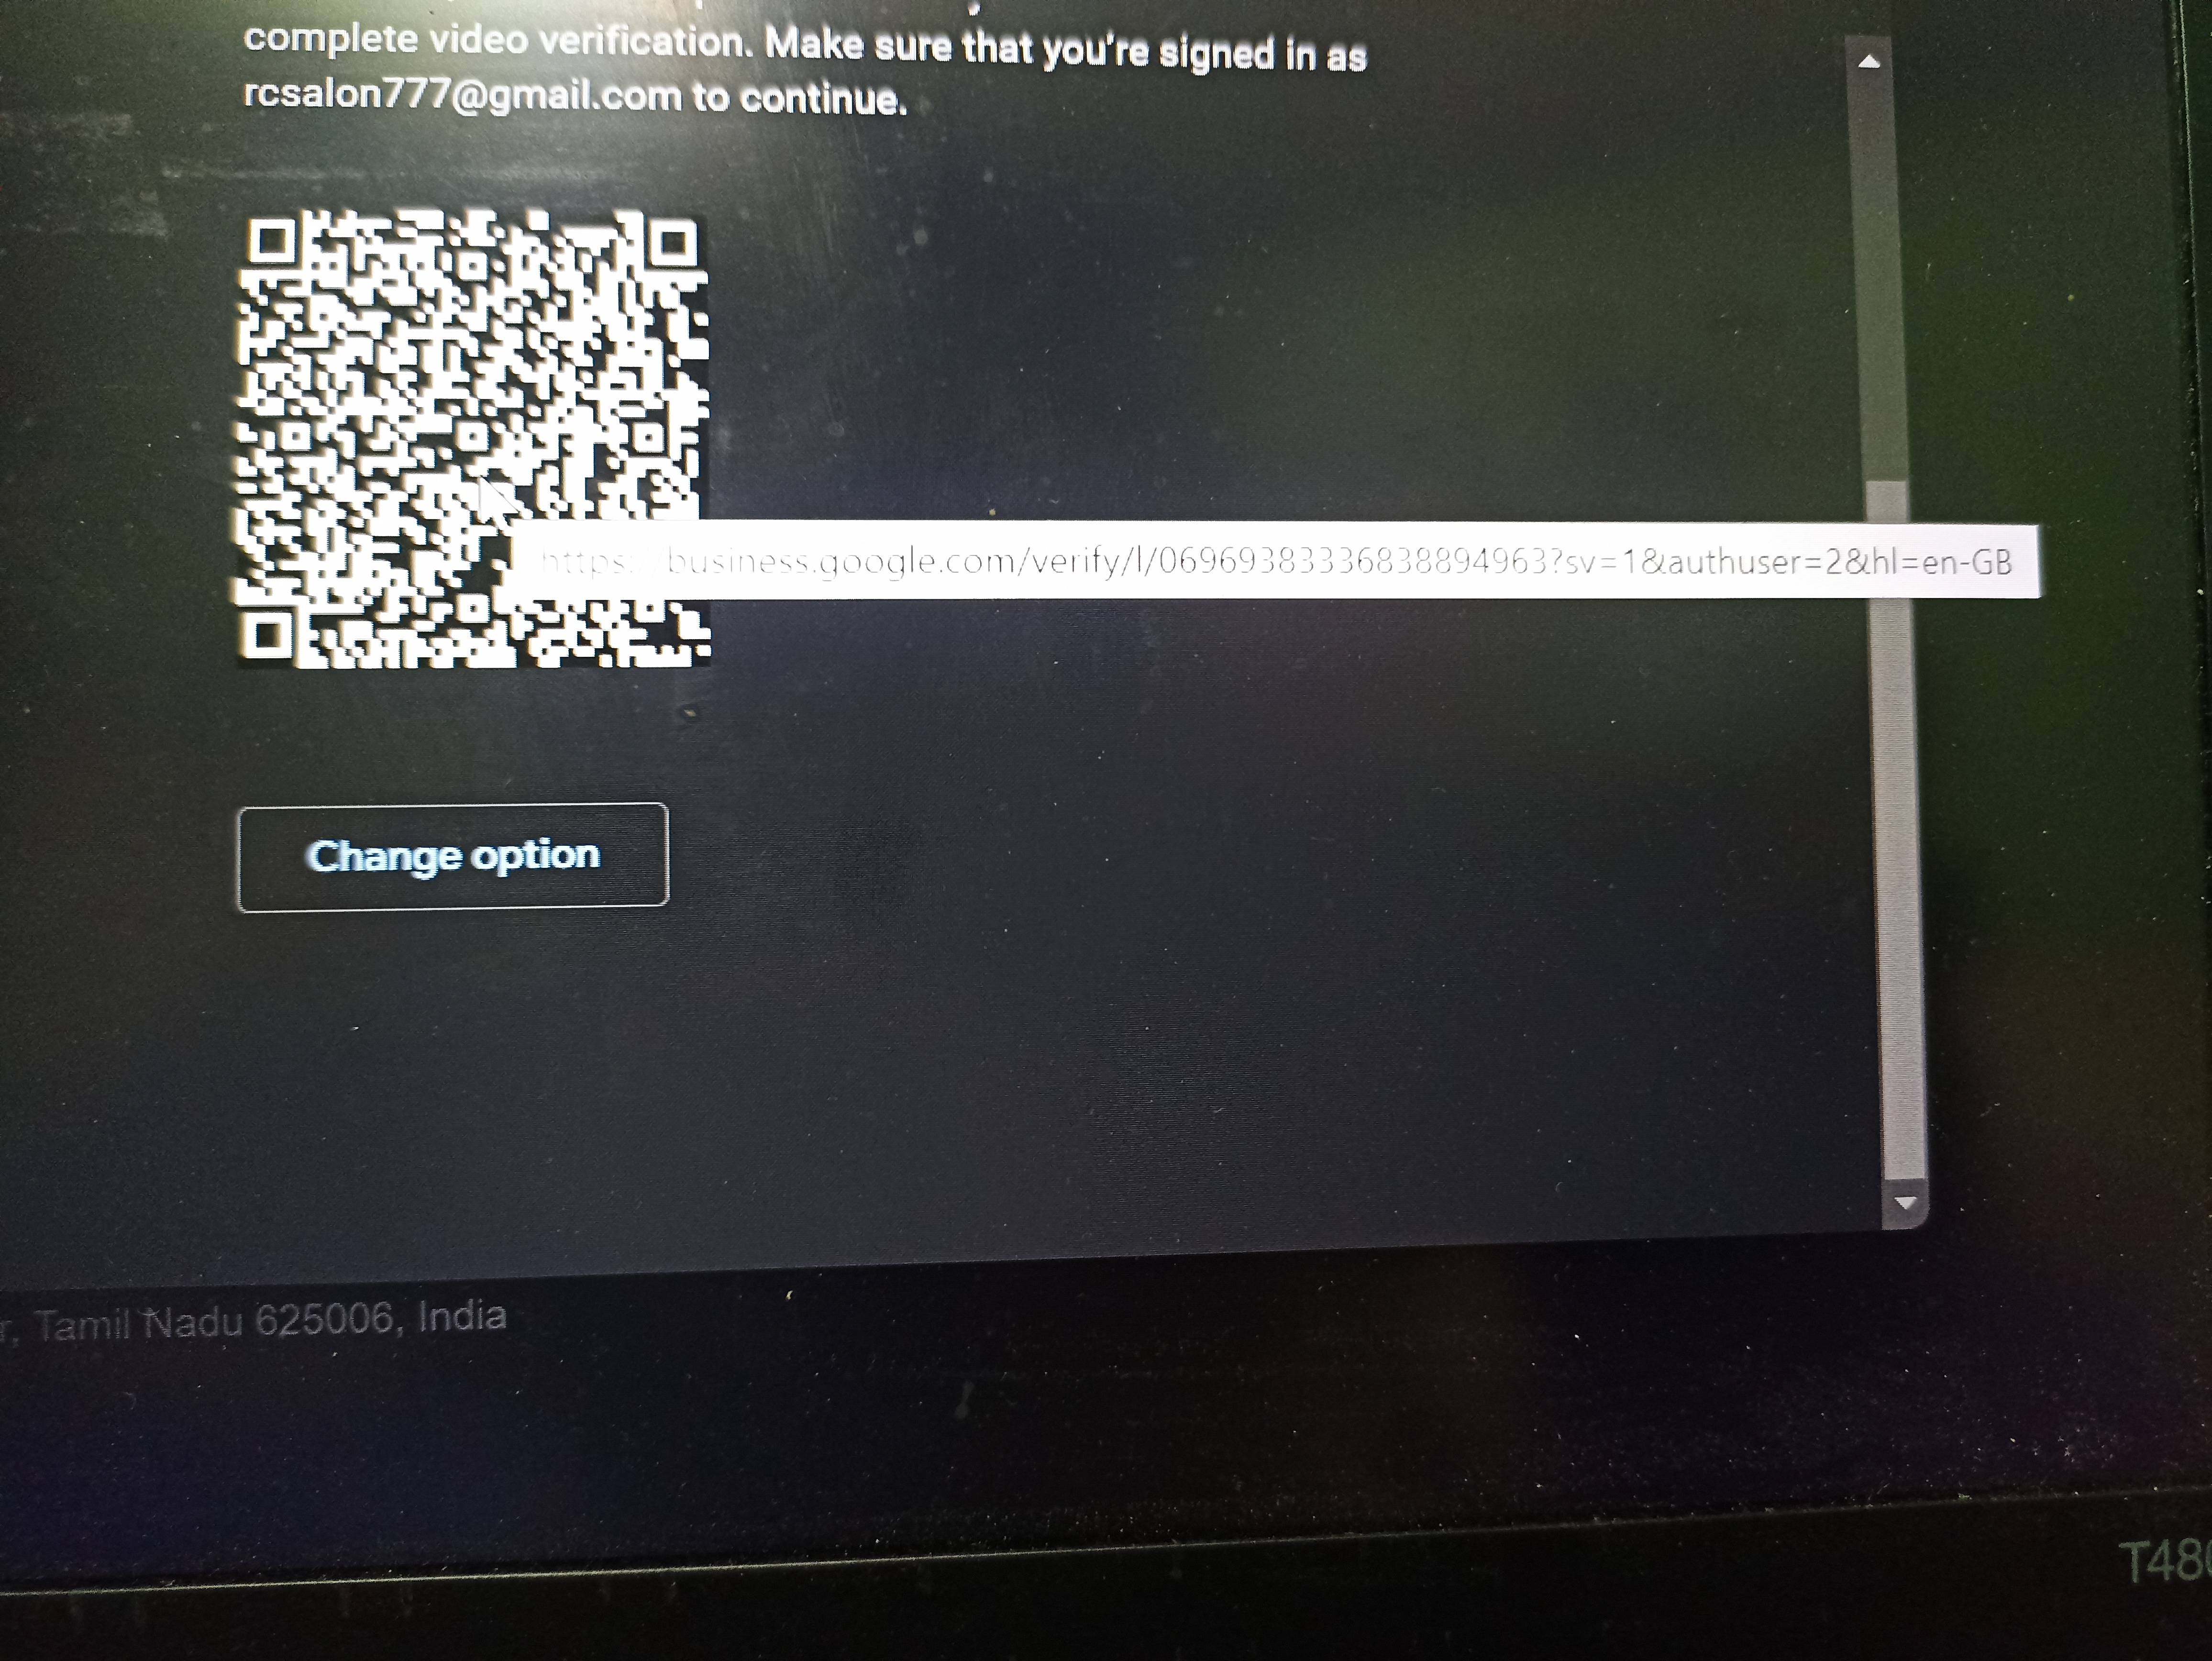 complete video verification. Make sure that you're signed in as
rcsalon777@gmail.com to continue.
https: business.google.com/verify/l/06969383336838894963?sv=1&authuser=2&hl=en-GB
Change option
Tamil Nadu 625006, India